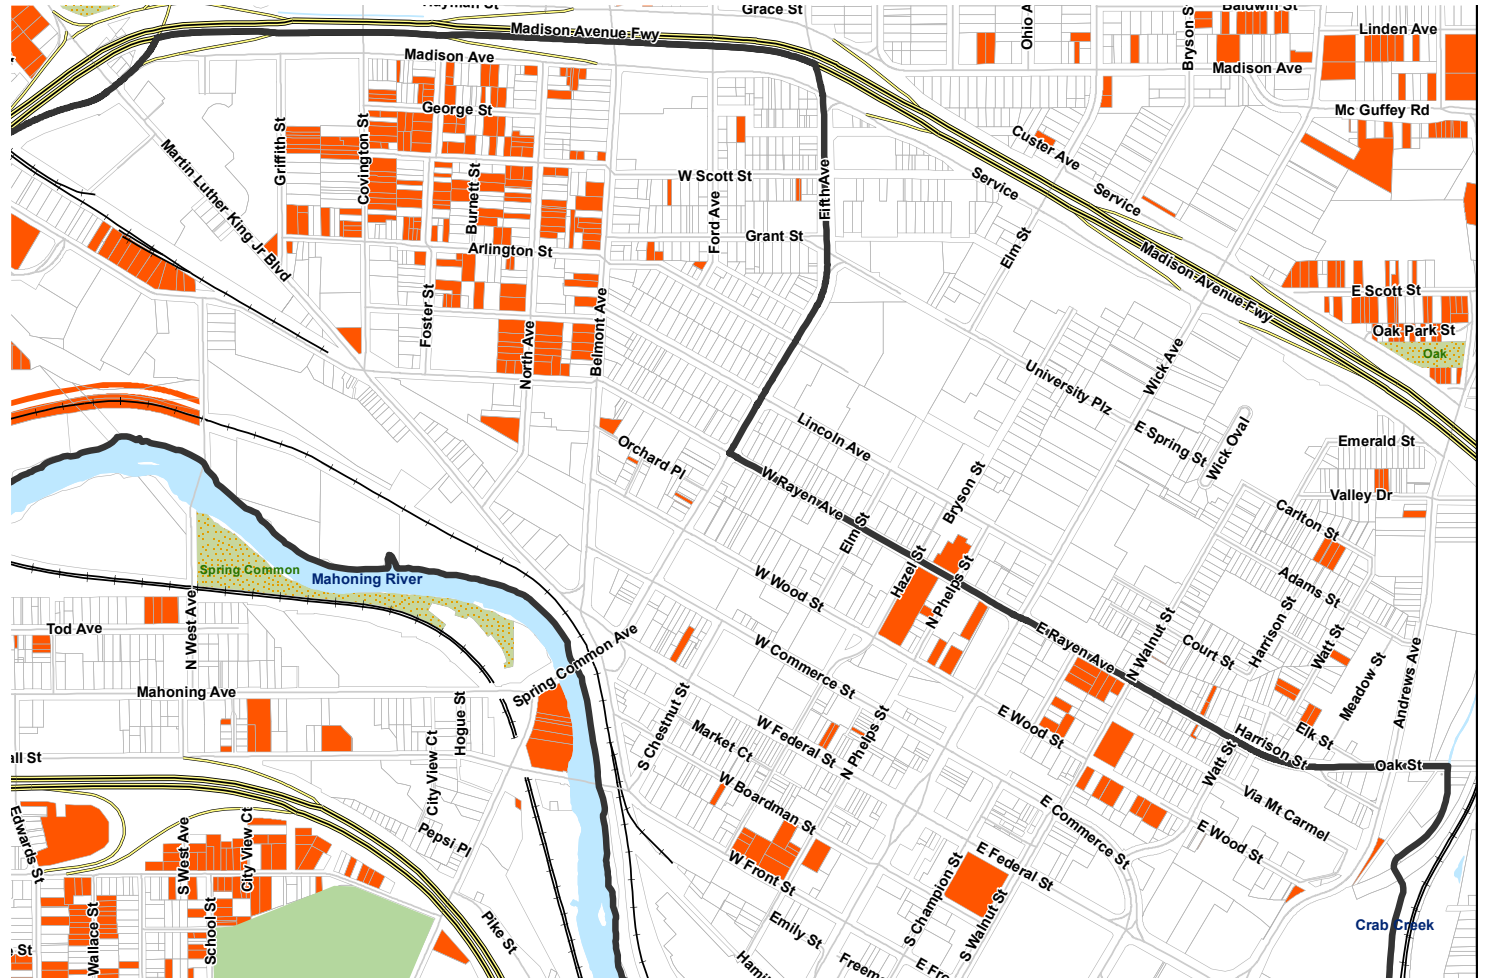 Grace St
Baldwin St
Madison Avenue Fwy
Linden Ave
Bryson S
Ohio A
Madison Ave
Madison Ave
George St
Mc Guffey Rd
Griffith St
Covington St
Martin Luther King Jr Blvd
Custer Ave
W Scott St
Service
Service
Fifth Ave
Burnett St
Ford Ave
Grant St
Arlington St
Elm St
Madison Avenue Fwy
E Scott St
Foster St
Belmont Ave
North Ave
Oak Park St
Oak
University Plz
Wick Ave
Lincoln Ave
E Spring St
Wick Oval
Emerald St
Orchard Pl
W Rayen Ave
Bryson St
Valley Dr
Carlton St
Elm St
Spring Common
Mahoning River
W Wood St
Hazel St
N Phelps St
Adams St
N West Ave
Tod Ave
Harrison St
E Rayen Ave
N Walnut St
Court St
Watt St
Spring Common Ave
W Commerce St
Meadow St
Andrews Ave
Mahoning Ave
Hogue St
S Chestnut St
Market Ct
W Federal St
N Phelps St
E Wood St
Harrison St
Elk St
all St
City View Ct
Watt St
Oak St
W Boardman St
Via Mt Carmel
Edwards St
Pepsi Pl
E Commerce St
E Wood St
S West Ave
City View Ct
W Front St
E Federal St
S Champion St
S Walnut St
Wallace St
School St
Pike St
Emily St
Crab Creek
St
Hami
Freem
E Fro